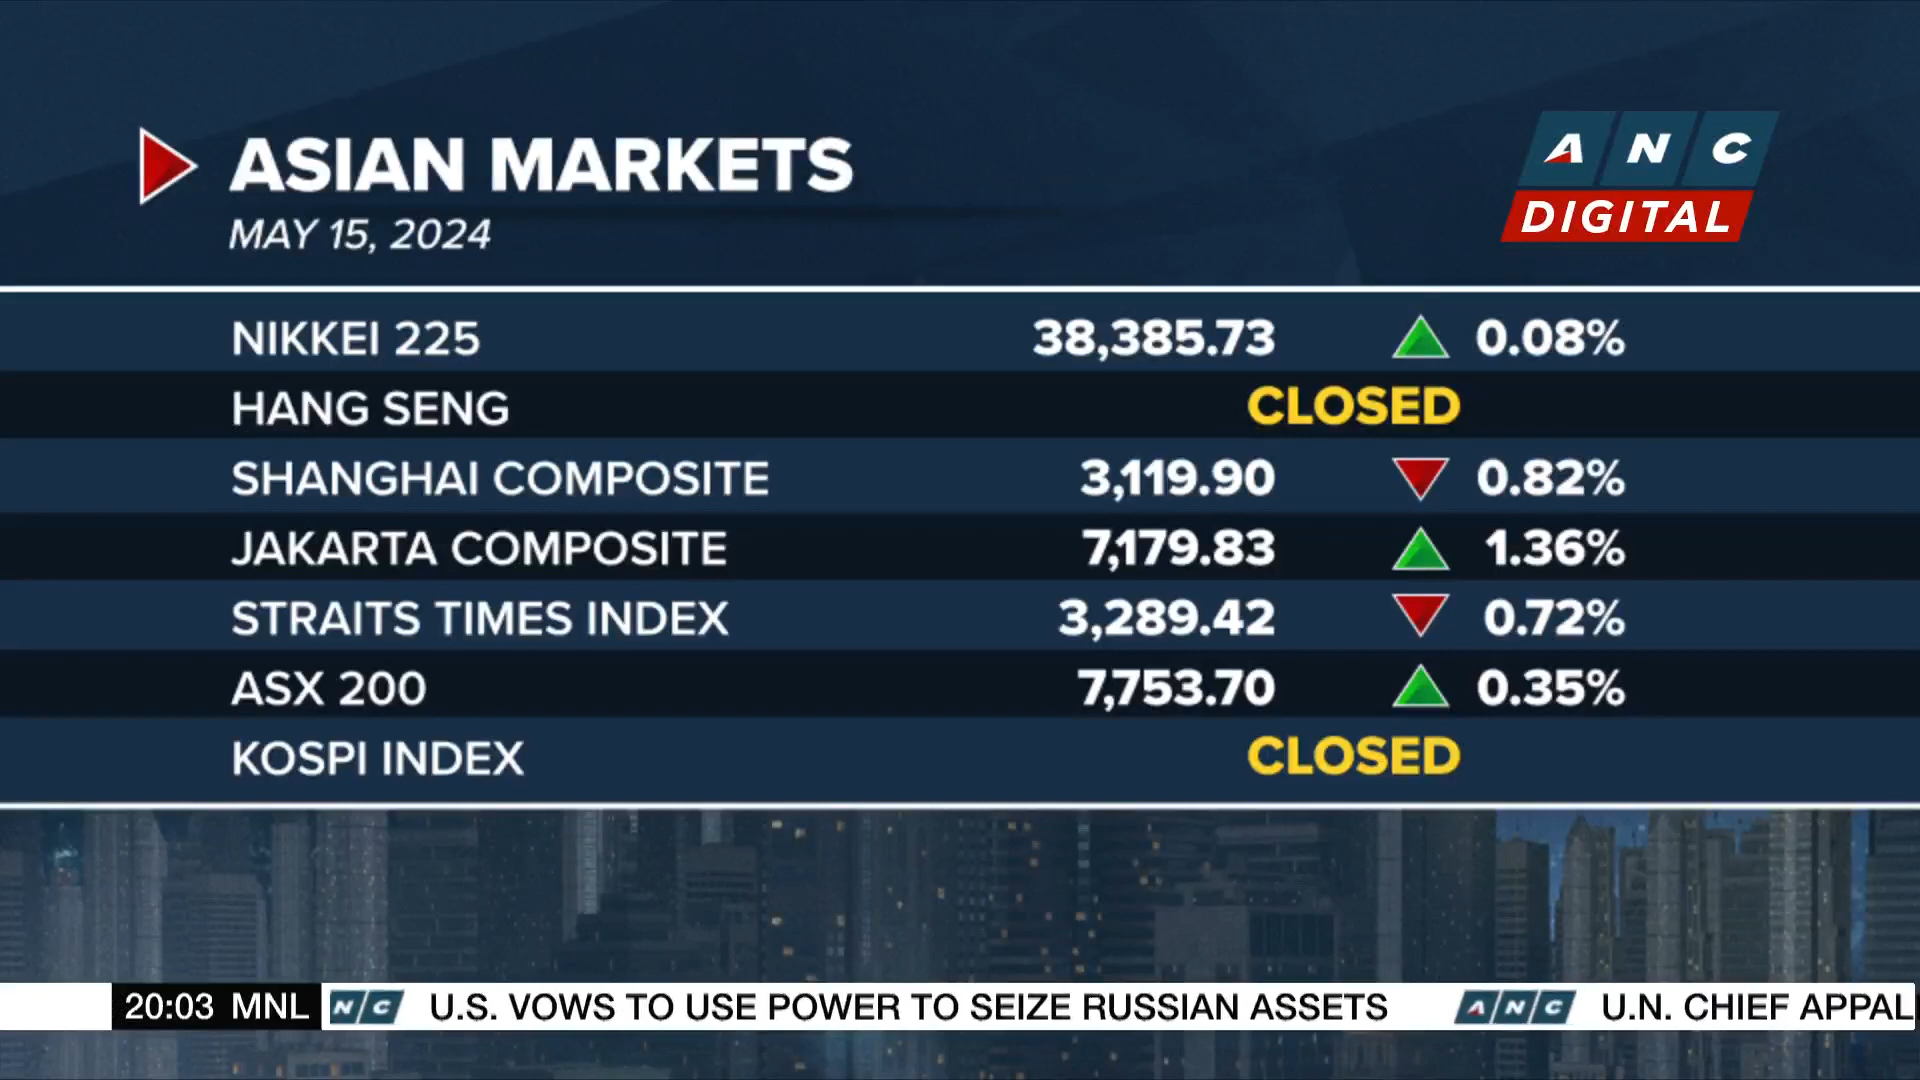 ASIAN MARKETS
MAY 15, 2024
ANC
DIGITAL
NIKKEI 225 38,385.73 0.08%
HANG SENG CLOSED
SHANGHAI COMPOSITE 3,119.90 0.82%
JAKARTA COMPOSITE 7,179.83 1.36%
STRAITS TIMES INDEX 3,289.42 0.72%
ASX 200 7,753.70 0.35%
KOSPI INDEX CLOSED
20:03 MNL NC U.S. VOWS TO USE POWER TO SEIZE RUSSIAN ASSETS ANC U.N. CHIEF APPAL